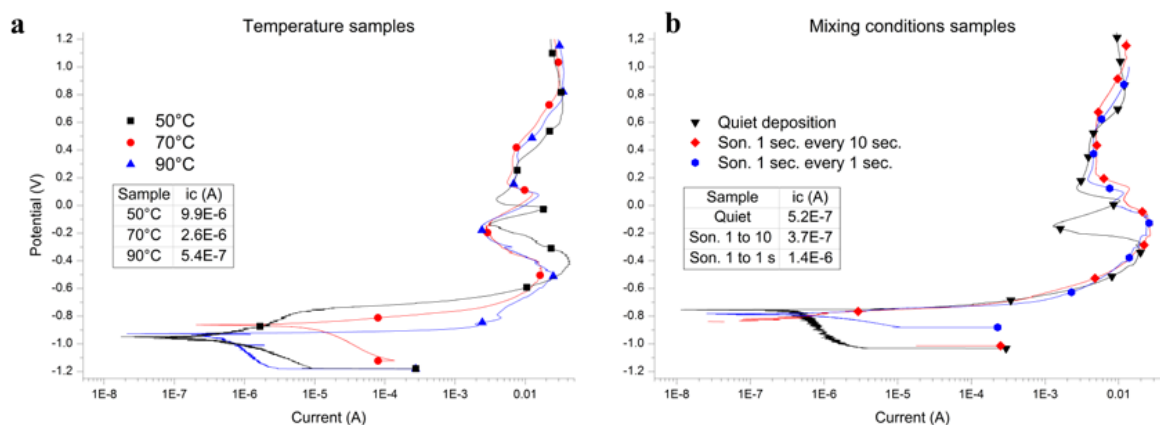 a
Temperature samples
1.2
1.0
0.8
0.6
0.4
0.2
0.0
-0.2
-0.4
-0.6
-0.8
-1.0
-1.2
Potential (V)
50°C
70°C
90°C
Sample ic (A)
50°C 9.9E-6
70°C 2.6E-6
90°C 5.4E-7
1E-8 1E-7 1E-6 1E-5 1E-4 1E-3 0.01
Current (A)
b
Mixing conditions samples
1.2
1.0
0.8
0.6
0.4
0.2
0.0
-0.2
-0.4
-0.6
-0.8
-1.0
-1.2
Quiet deposition
Son. 1 sec. every 10 sec.
Son. 1 sec. every 1 sec.
Sample ic (A)
Quiet 5.2E-7
Son. 1 to 10 3.7E-7
Son. 1 to 1 s 1.4E-6
1E-8 1E-7 1E-6 1E-5 1E-4 1E-3 0.01
Current (A)